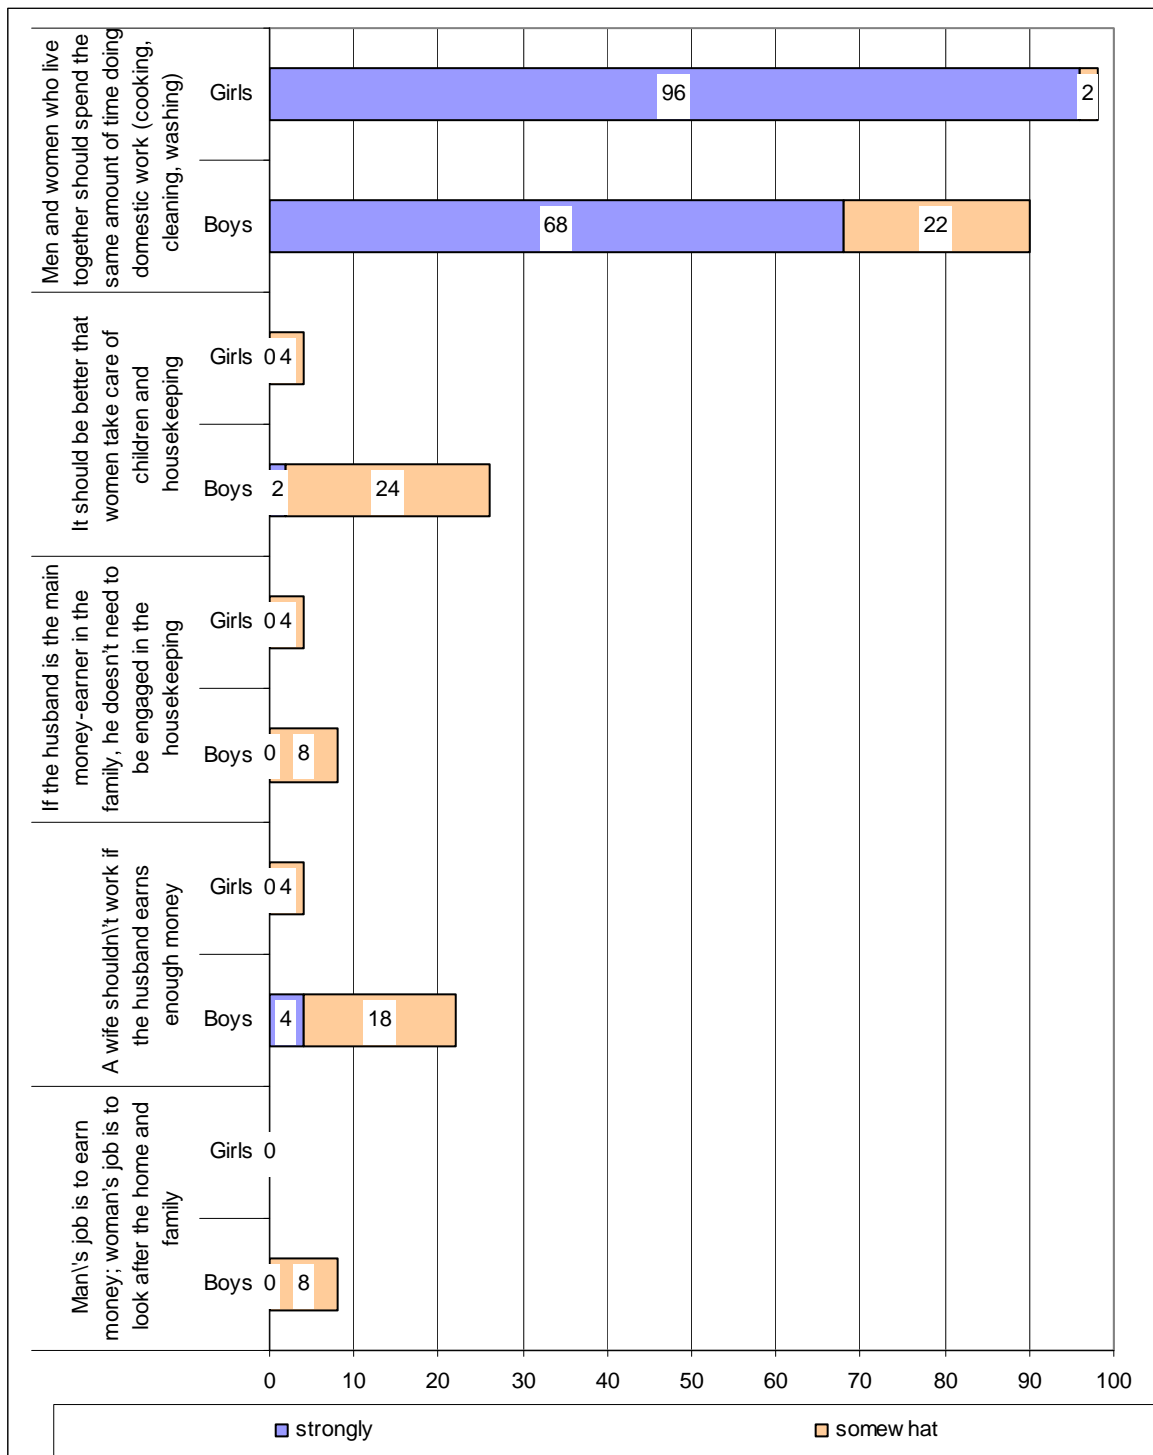 Men and women who live
together should spend the
same amount of time doing
domestic work (cooking,
cleaning, washing)
Girls
96
2
Boys
68
22
It should be better that
women take care of
children and
housekeeping
Girls
0
4
Boys
2
24
If the husband is the main
money-earner in the
family, he doesn't need to
be engaged in the
housekeeping
Girls
0
4
Boys
0
8
A wife shouldn\'t work if
the husband earns
enough money
Girls
0
4
Boys
4
18
Man\'s job is to earn
money; woman's job is to
look after the home and
family
Girls
0
Boys
0
8
0 10 20 30 40 50 60 70 80 90 100
strongly
somew hat